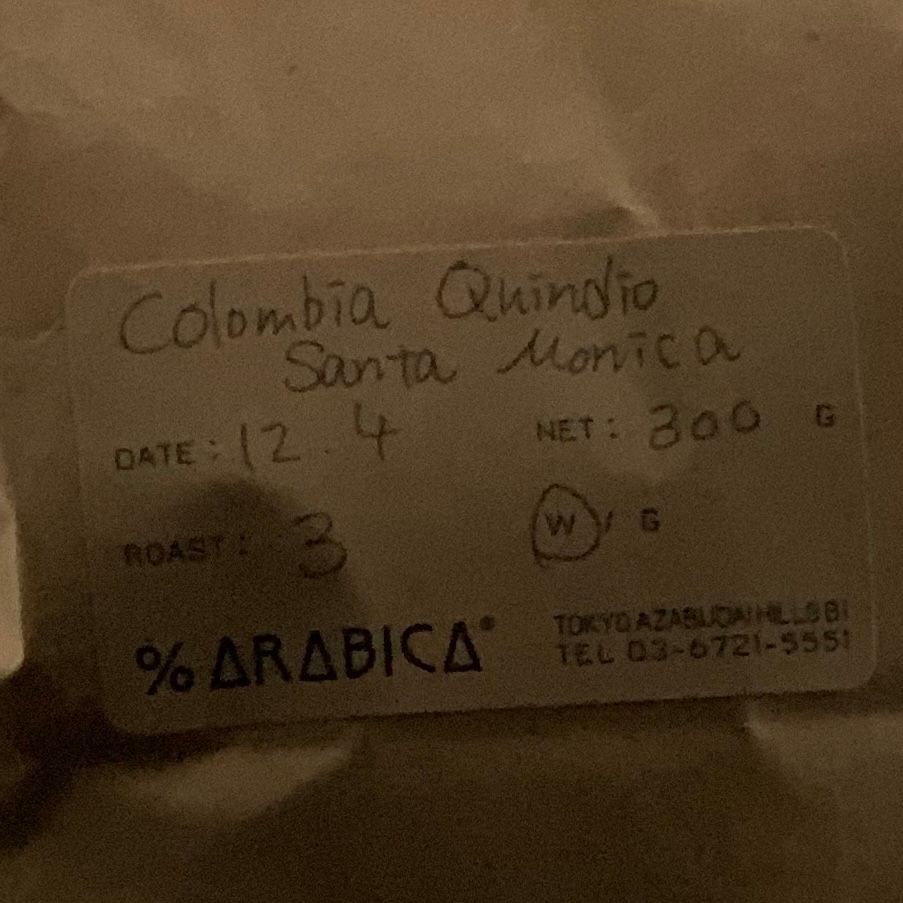 Colombia Quindio
Santa Monica
DATE: 12.4 NET: 300 G
ROAST: 3 W / G
% ARABICA®
TOKYO AZABUDAI HILLS B1
TEL 03-6721-5551